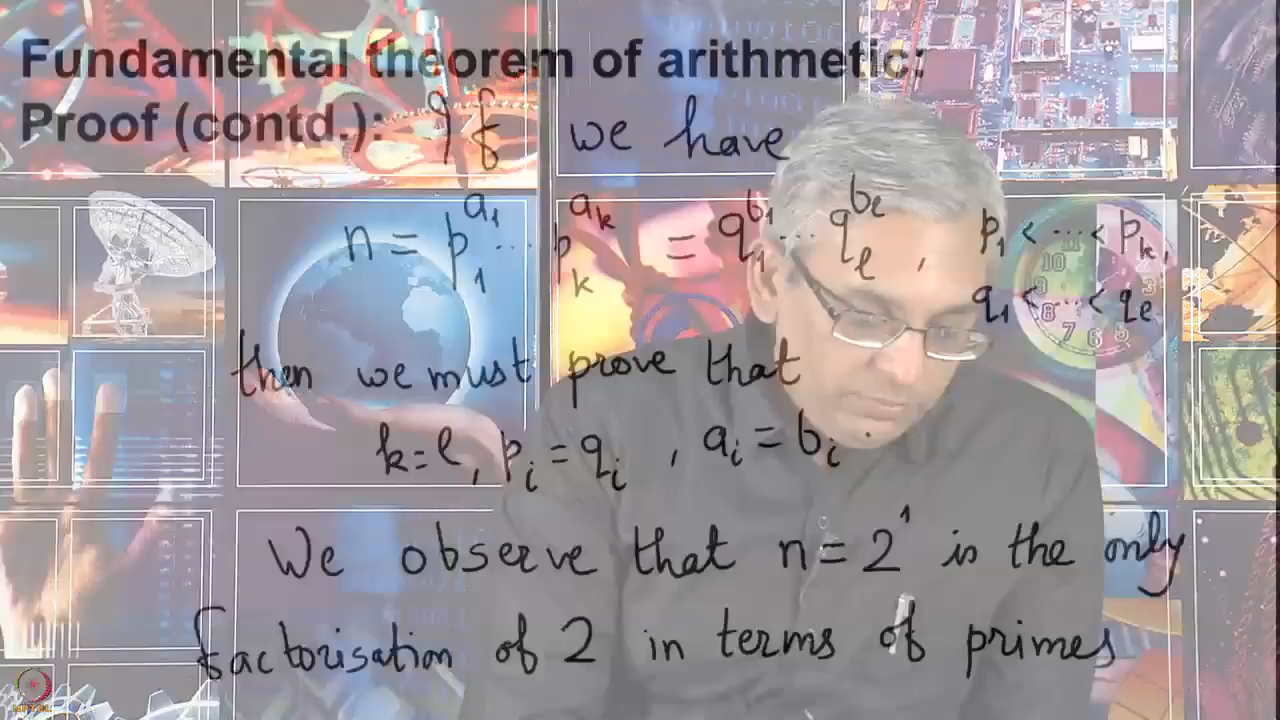 Fundamental theorem of arithmetic:
Proof (contd.): If we have
n = p₁^{a₁} ... p_k^{a_k} = q₁^{b₁} ... q_l^{b_l}, p₁ < ... < p_k,
q₁ < ... < q_l
then we must prove that
k = l, p_i = q_i, a_i = b_i.
We observe that n = 2¹ is the only
factorisation of 2 in terms of primes
NPTEL